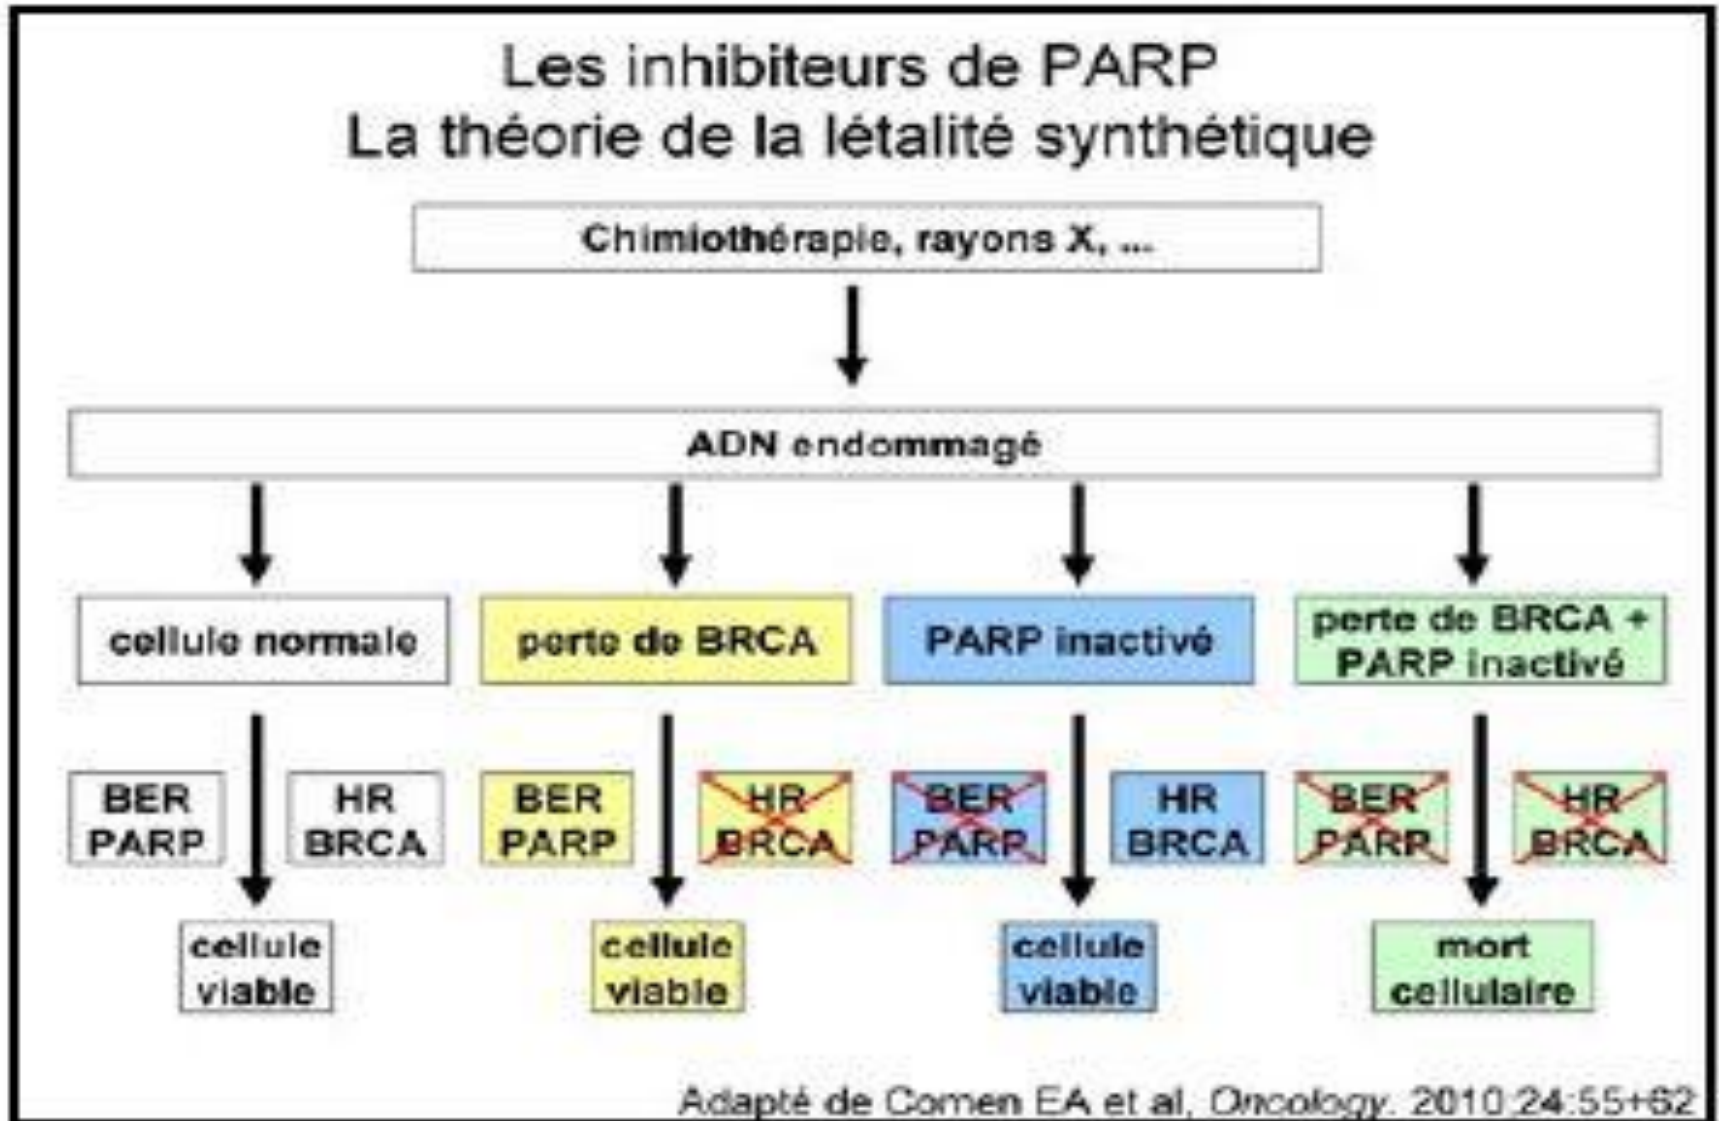 Les inhibiteurs de PARP
La théorie de la létalité synthétique
Chimiothérapie, rayons X, ...
ADN endommagé
cellule normale
perte de BRCA
PARP inactivé
perte de BRCA +
PARP inactivé
BER
PARP
HR
BRCA
BER
PARP
HR
BRCA
BER
PARP
HR
BRCA
BER
PARP
HR
BRCA
cellule
viable
cellule
viable
cellule
viable
mort
cellulaire
Adapté de Comen EA et al, Oncology. 2010;24:55+62